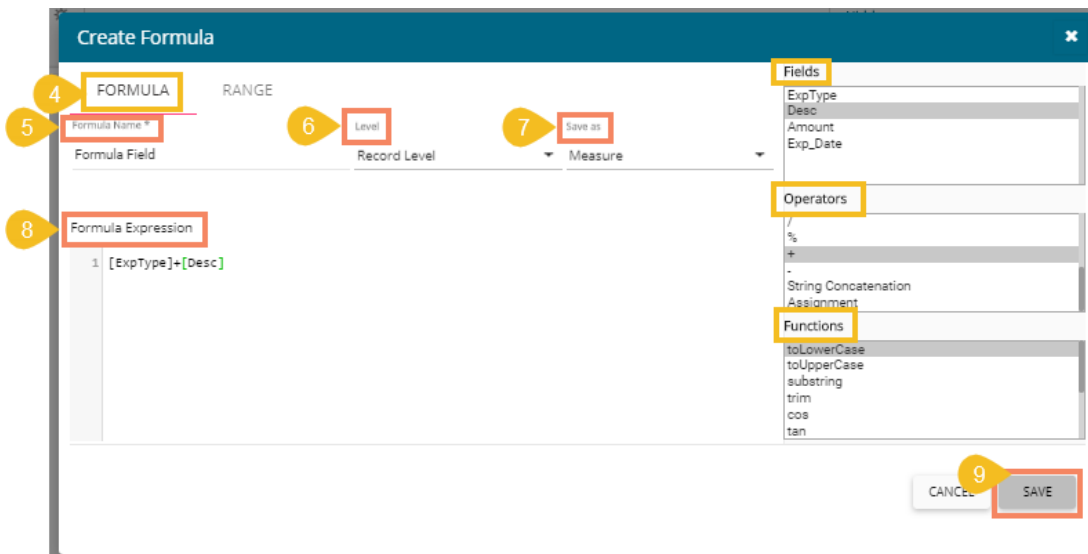 Create Formula
4
FORMULA
RANGE
5
Formula Name *
6
Level
7
Save as
Formula Field
Record Level
Measure
8
Formula Expression
1 [ExpType]+[Desc]
Fields
ExpType
Desc
Amount
Exp_Date
Operators
/
%
+
-
String Concatenation
Assignment
Functions
toLowerCase
toUpperCase
substring
trim
cos
tan
9
CANCEL
SAVE